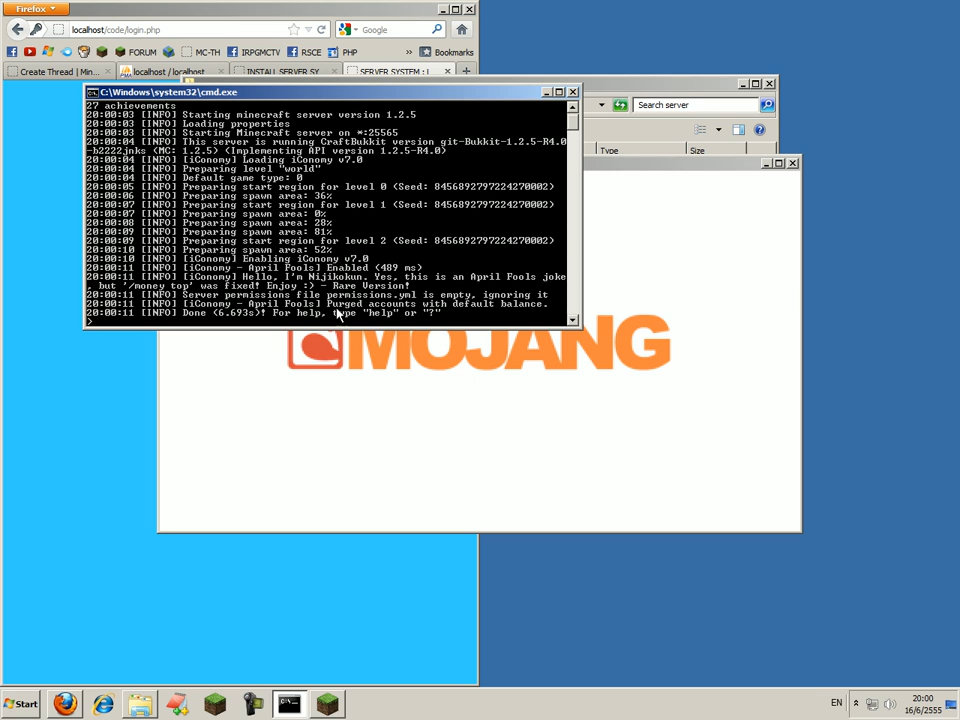 Firefox
localhost/code/login.php
Google
FORUM
MC-TH
IRPGMCTV
RSCE
PHP
»
Bookmarks
Create Thread | Min...
localhost / localhost
INSTALL SERVER SY
SERVER SYSTEM : L
C:\Windows\system32\cmd.exe
Search server
Type
Size
27 achievements
20:00:03 [INFO] Starting minecraft server version 1.2.5
20:00:03 [INFO] Loading properties
20:00:03 [INFO] Starting Minecraft server on *:25565
20:00:04 [INFO] This server is running CraftBukkit version git-Bukkit-1.2.5-R4.0
-b2222jnks (MC: 1.2.5) (Implementing API version 1.2.5-R4.0)
20:00:04 [INFO] [iConomy] Loading iConomy v7.0
20:00:04 [INFO] Preparing level "world"
20:00:04 [INFO] Default game type: 0
20:00:05 [INFO] Preparing start region for level 0 (Seed: 8456892797224270002)
20:00:06 [INFO] Preparing spawn area: 36%
20:00:07 [INFO] Preparing start region for level 1 (Seed: 8456892797224270002)
20:00:07 [INFO] Preparing spawn area: 0%
20:00:08 [INFO] Preparing spawn area: 28%
20:00:09 [INFO] Preparing spawn area: 81%
20:00:09 [INFO] Preparing start region for level 2 (Seed: 8456892797224270002)
20:00:10 [INFO] Preparing spawn area: 52%
20:00:10 [INFO] [iConomy] Enabling iConomy v7.0
20:00:11 [INFO] [iConomy - April Fools] Enabled (489 ms)
20:00:11 [INFO] [iConomy] Hello, I'm Nijikokun. Yes, this is an April Fools joke
, but '/money top' was fixed! Enjoy :) - Rare Version!
20:00:11 [INFO] Server permissions file permissions.yml is empty, ignoring it
20:00:11 [INFO] [iConomy - April Fools] Purged accounts with default balance.
20:00:11 [INFO] Done (6.693s)! For help, type "help" or "?"
>
MOJANG
Start
EN
20:00
16/6/2555